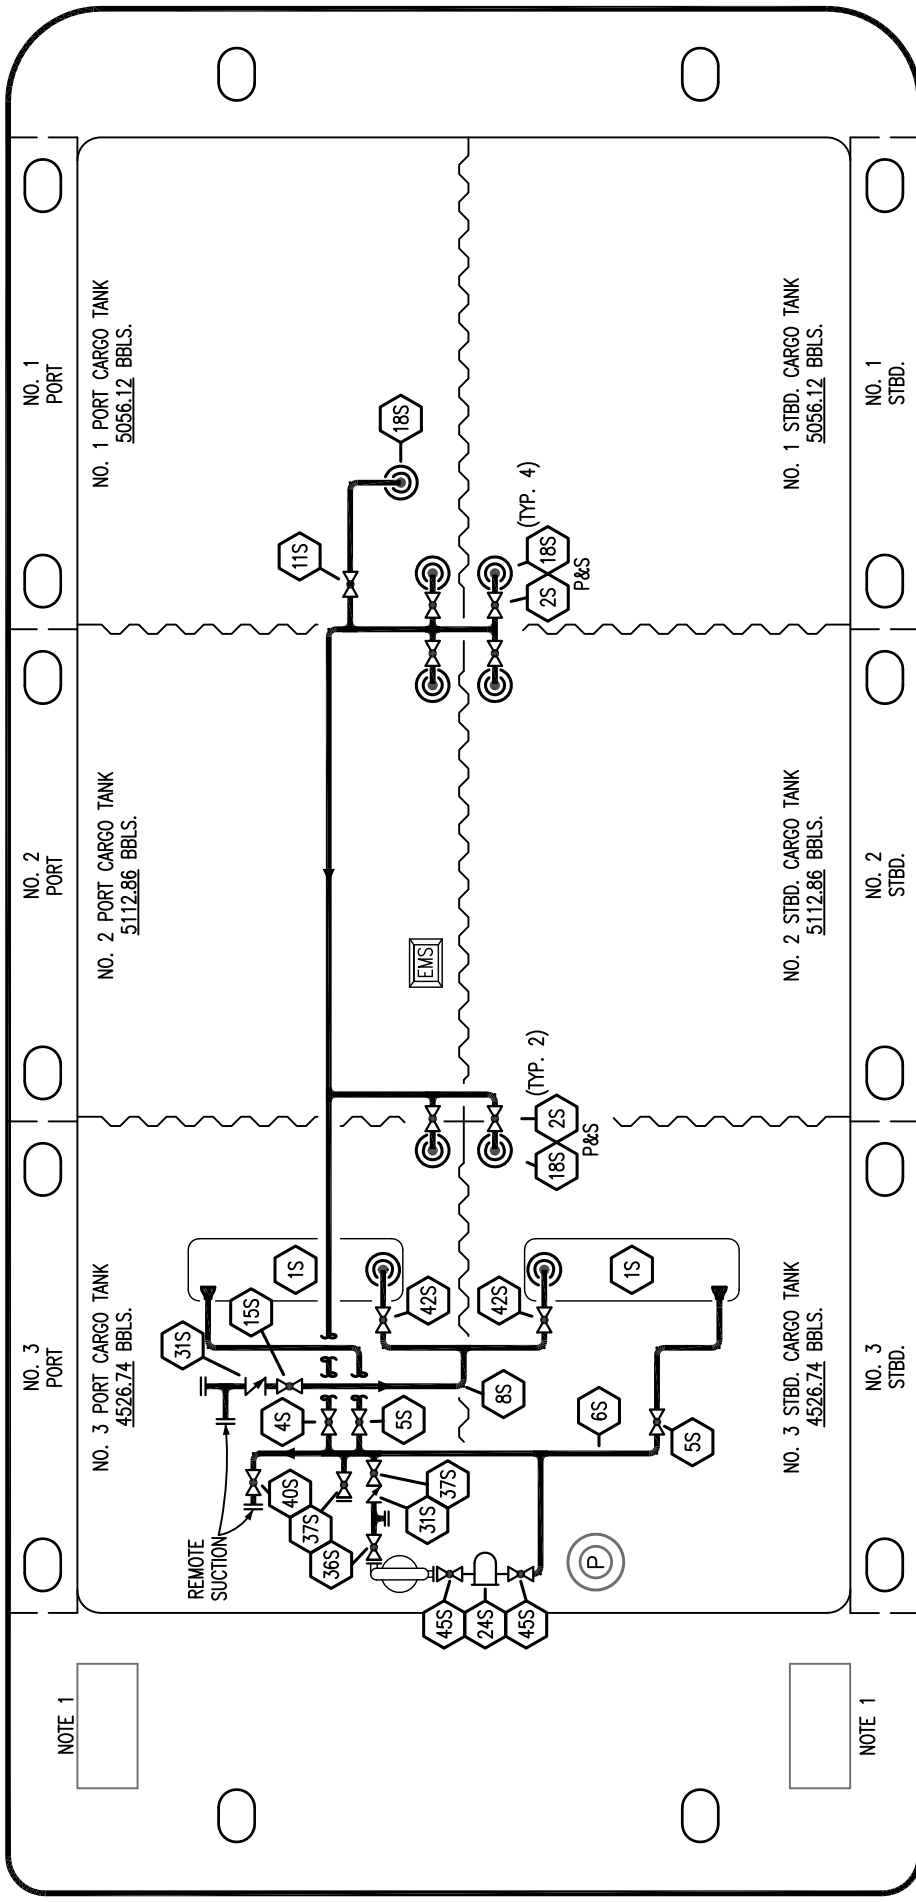 NO. 1
PORT
NO. 1 PORT CARGO TANK
5056.12 BBLS.
18S
11S
NO. 1 STBD. CARGO TANK
5056.12 BBLS.
NO. 1
STBD.
(TYP. 4)
2S
18S
P&S
NO. 2
PORT
NO. 2 PORT CARGO TANK
5112.86 BBLS.
EMS
NO. 2 STBD. CARGO TANK
5112.86 BBLS.
NO. 2
STBD.
(TYP. 2)
18S
2S
P&S
NO. 3
PORT
NO. 3 PORT CARGO TANK
4526.74 BBLS.
1S
1S
31S
15S
42S
42S
4S
5S
8S
6S
5S
NO. 3 STBD. CARGO TANK
4526.74 BBLS.
NO. 3
STBD.
REMOTE
SUCTION
40S
37S
36S
31S
37S
45S
24S
45S
P
NOTE 1
NOTE 1